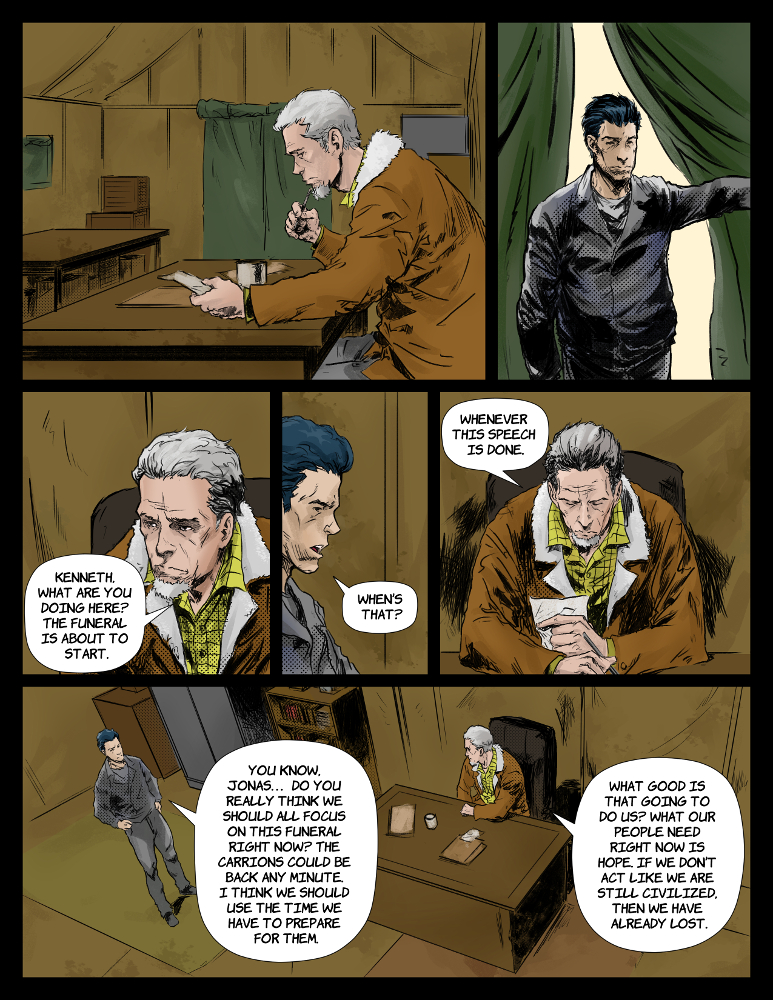 KENNETH,
WHAT ARE YOU
DOING HERE?
THE FUNERAL
IS ABOUT TO
START.
WHEN'S
THAT?
WHENEVER
THIS SPEECH
IS DONE.
YOU KNOW,
JONAS... DO YOU
REALLY THINK WE
SHOULD ALL FOCUS
ON THIS FUNERAL
RIGHT NOW? THE
CARRIONS COULD BE
BACK ANY MINUTE.
I THINK WE SHOULD
USE THE TIME WE
HAVE TO PREPARE
FOR THEM.
WHAT GOOD IS
THAT GOING TO
DO US? WHAT OUR
PEOPLE NEED
RIGHT NOW IS
HOPE. IF WE DON'T
ACT LIKE WE ARE
STILL CIVILIZED,
THEN WE HAVE
ALREADY LOST.